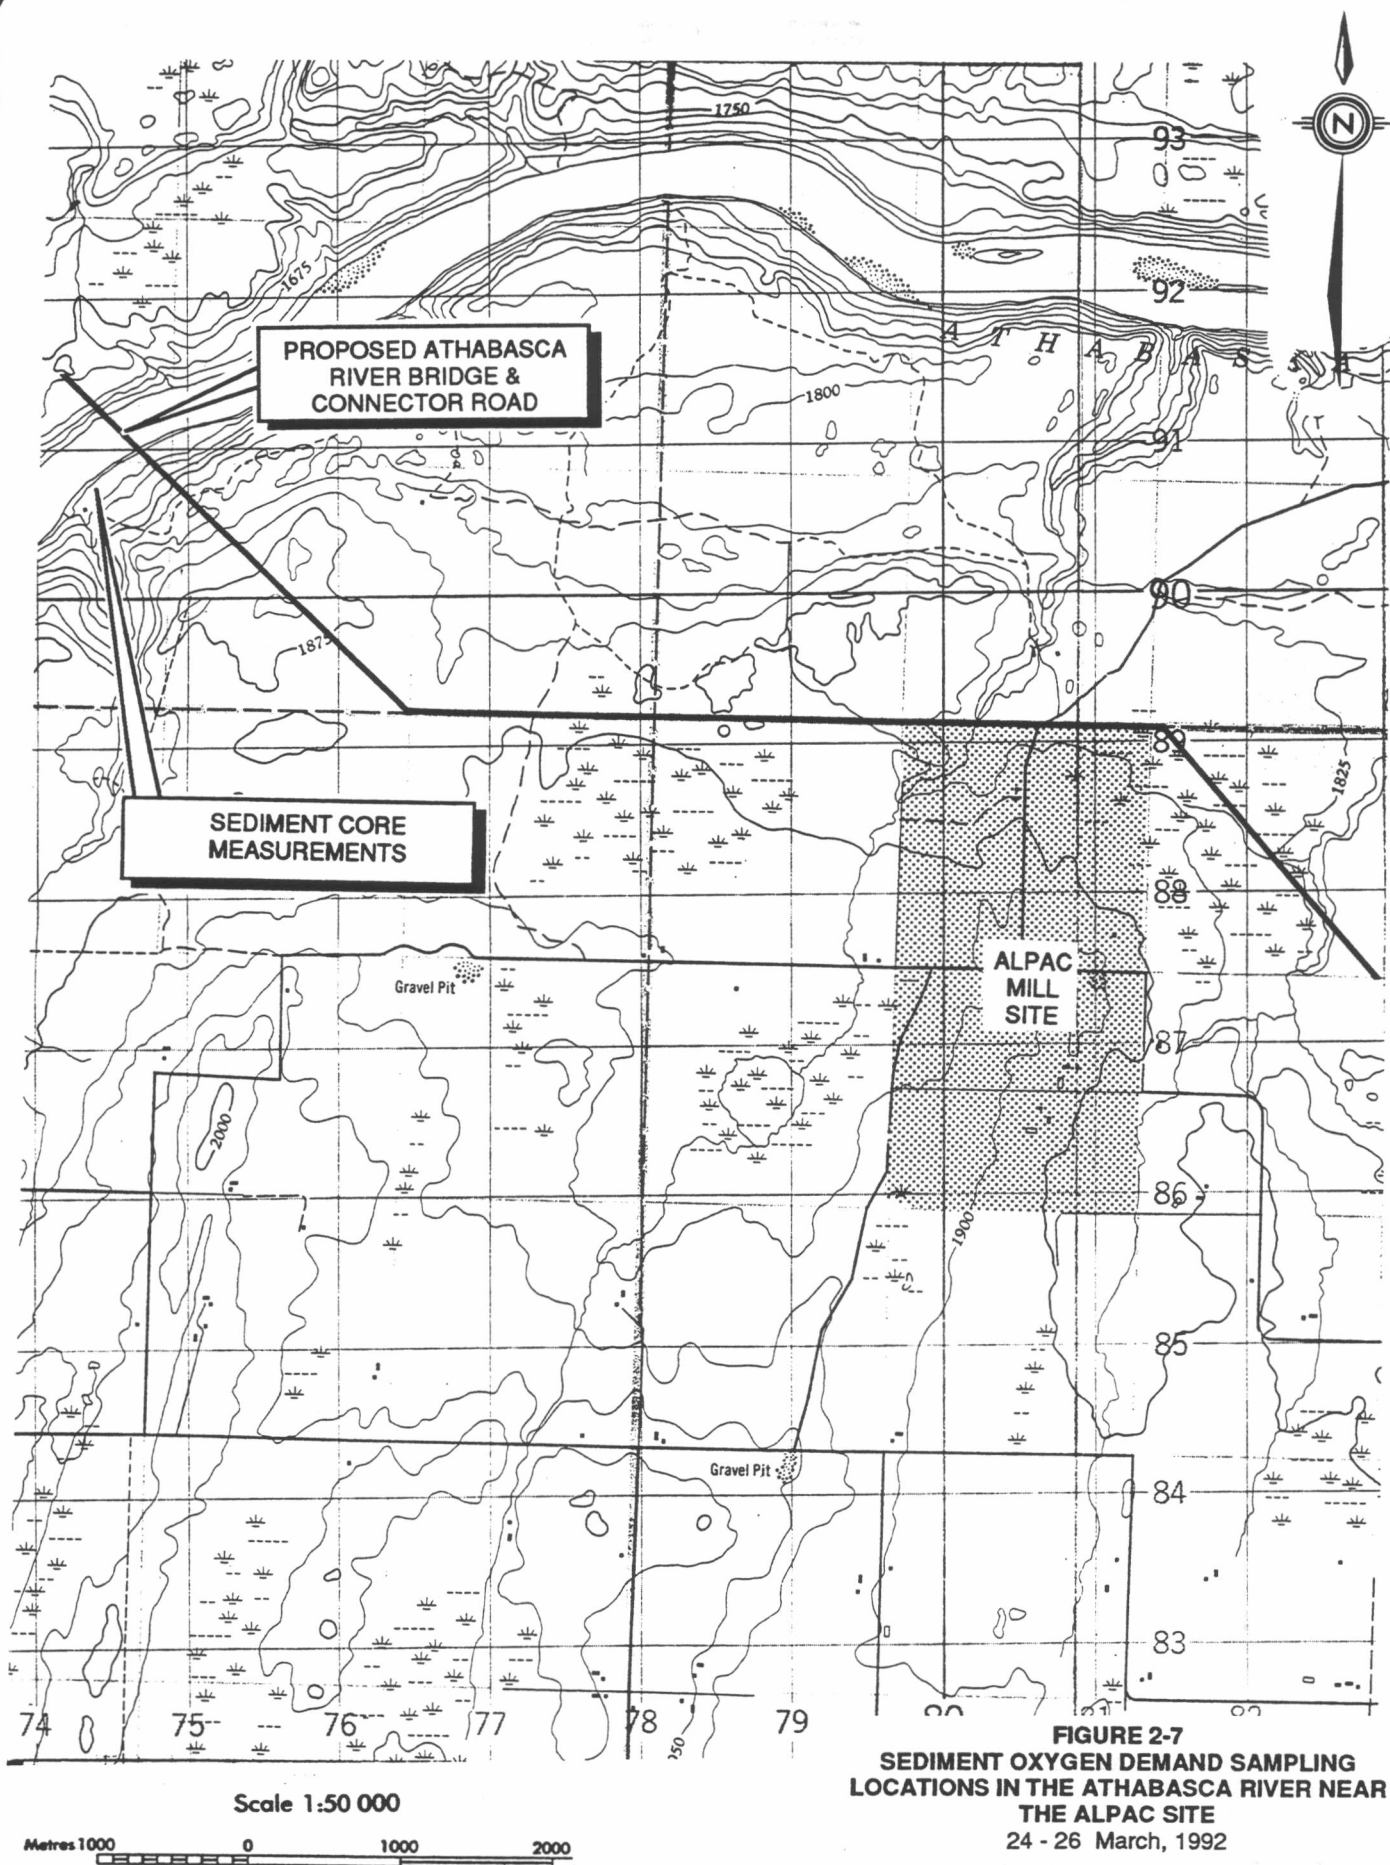 N
1750
93
1675
92
A T H A B A S C A
PROPOSED ATHABASCA
RIVER BRIDGE &
CONNECTOR ROAD
1800
91
90
1875
89
1825
SEDIMENT CORE
MEASUREMENTS
88
ALPAC
MILL
SITE
Gravel Pit
87
2000
86
1900
85
Gravel Pit
84
83
74 75 76 77 78 79
FIGURE 2-7
SEDIMENT OXYGEN DEMAND SAMPLING
LOCATIONS IN THE ATHABASCA RIVER NEAR
THE ALPAC SITE
24 - 26 March, 1992
Scale 1:50 000
Metres 1000 0 1000 2000